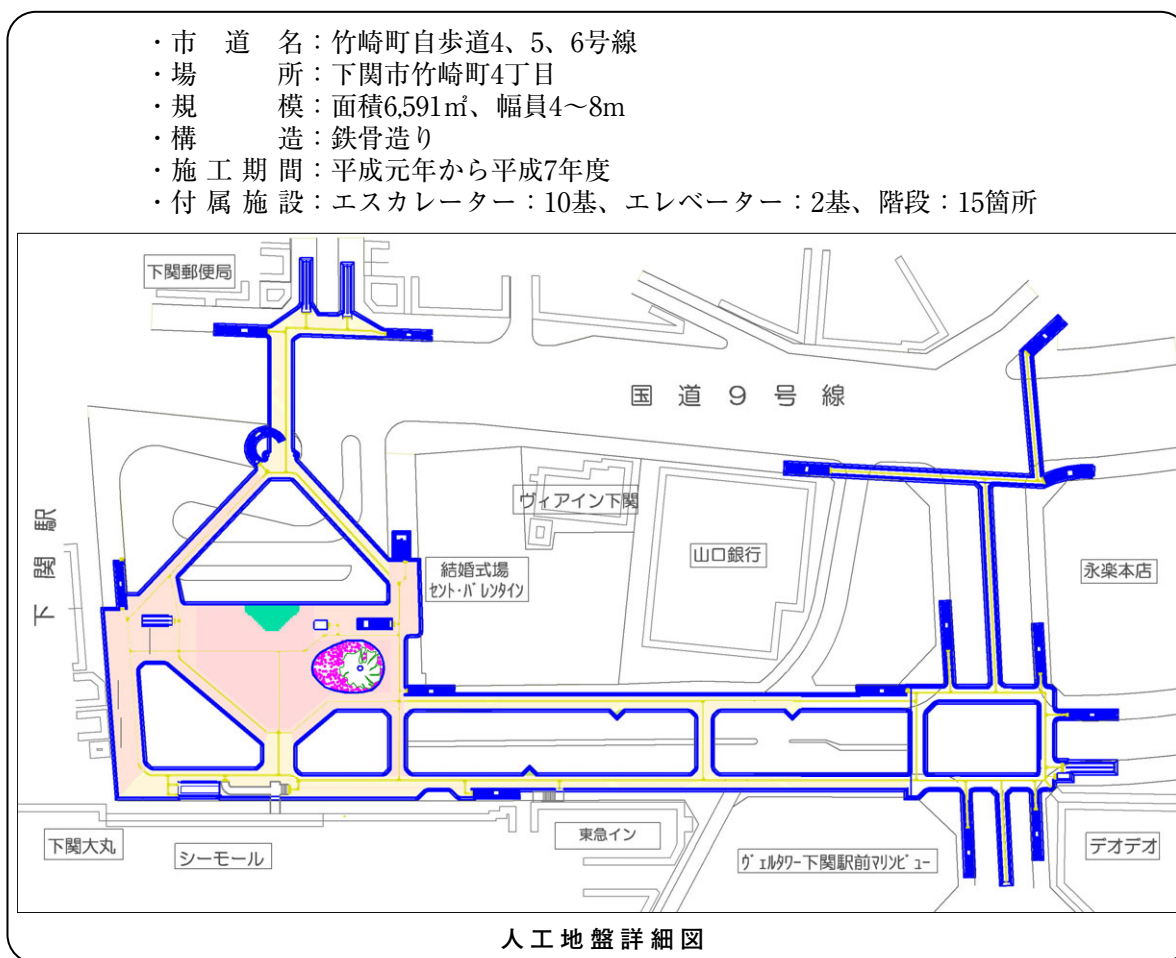 ・市道名：竹崎町自歩道4、5、6号線
・場所：下関市竹崎町4丁目
・規模：面積6,591㎡、幅員4～8m
・構造：鉄骨造り
・施工期間：平成元年から平成7年度
・付属施設：エスカレーター：10基、エレベーター：2基、階段：15箇所
下関郵便局
国道9号線
ヴィアイン下関
下関駅
山口銀行
結婚式場
セント・バレンタイン
永楽本店
東急イン
下関大丸
シーモール
ヴェルタワー下関駅前マリンビュー
デオデオ
人工地盤詳細図